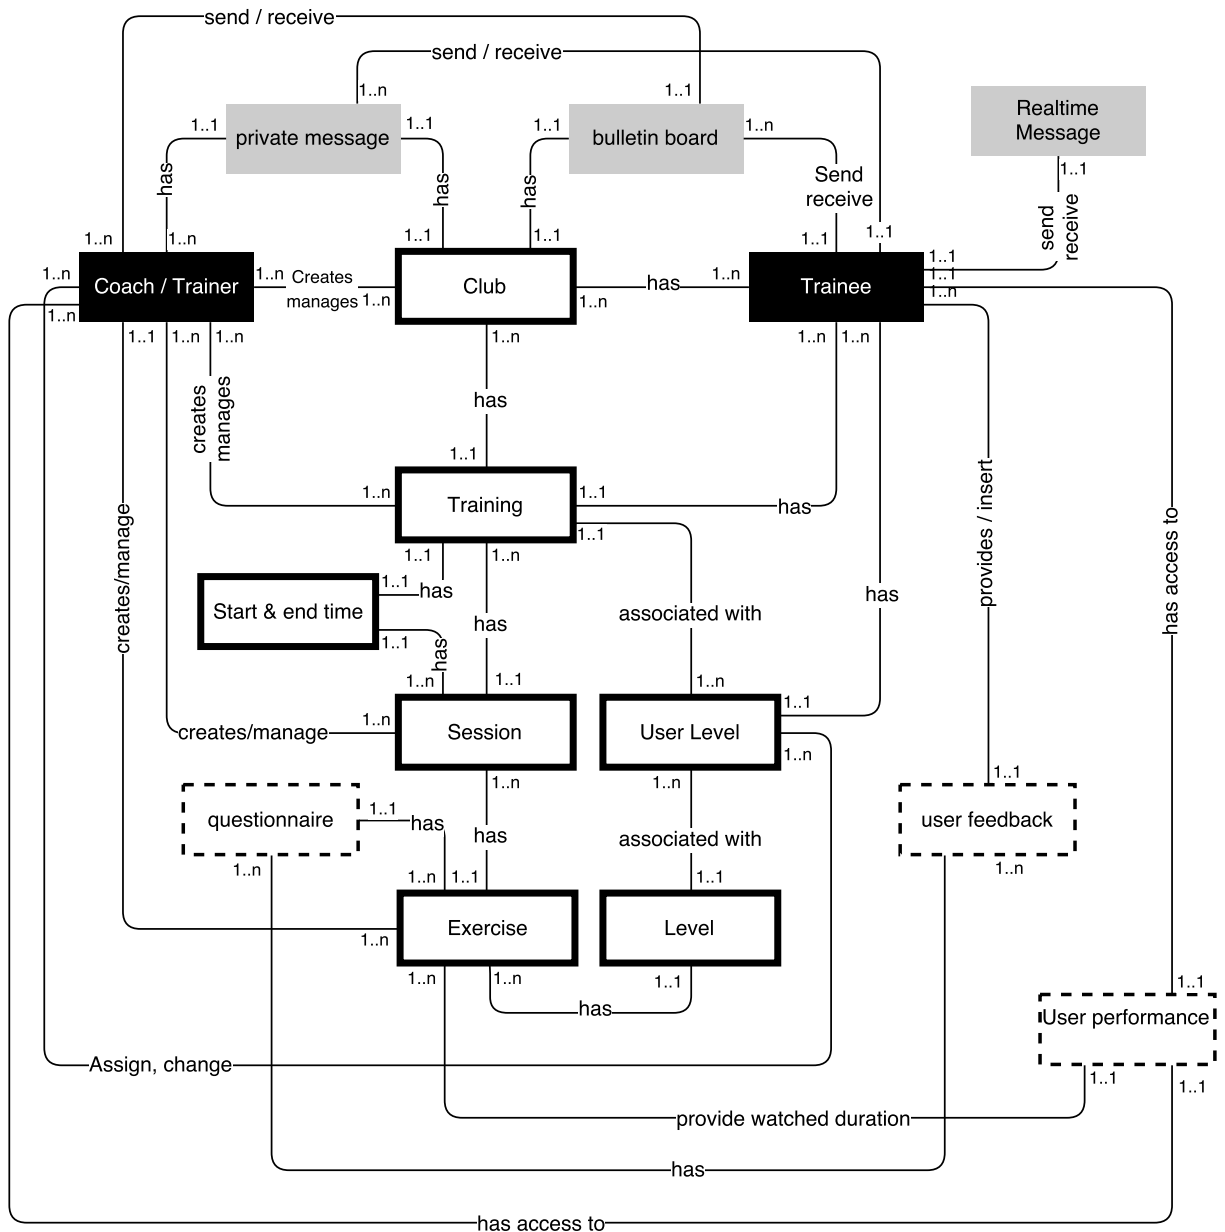 send / receive
send / receive
1..n
1..1
Realtime
Message
1..1
private message
1..1
1..1
bulletin board
1..n
1..1
has
has
has
Send
receive
send
receive
1..n
1..n
1..1
1..1
1..1
1..1
1..n
Coach / Trainer
1..n
Creates
manages
1..n
Club
1..n
has
1..n
Trainee
1..1
1..1
1..n
1..n
1..1
1..n
1..n
1..n
1..n
1..n
creates
manages
has
1..1
1..n
Training
1..1
has
1..1
1..1
1..n
creates/manage
provides / insert
has access to
Start & end time
1..1
has
1..1
has
has
associated with
has
1..n
1..1
1..n
1..n
creates/manage
Session
User Level
1..1
1..n
1..n
1..n
1..1
questionnaire
1..1
has
has
associated with
user feedback
1..n
1..n
1..n
1..1
1..1
1..n
Exercise
Level
1..n
1..n
1..1
has
1..1
User performance
Assign, change
1..1
1..1
provide watched duration
has
has access to